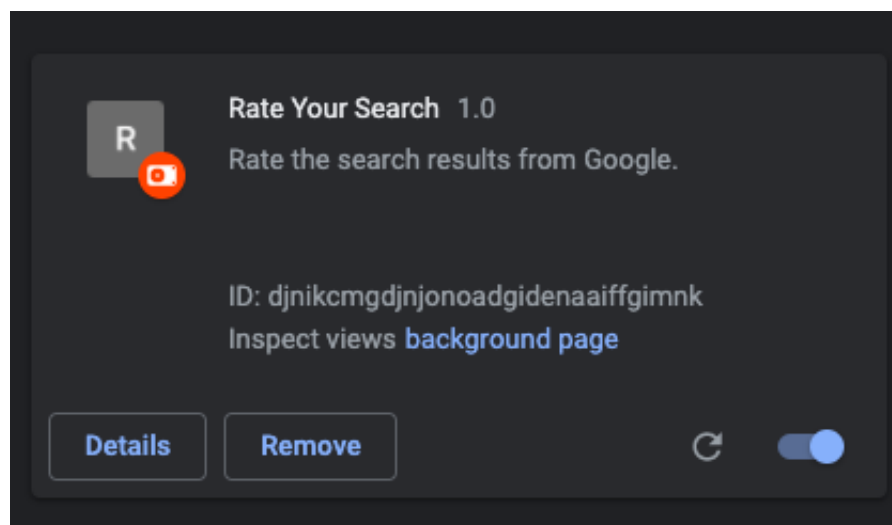 R
Rate Your Search 1.0
Rate the search results from Google.
ID: djnikcmgdjnjonoadgidenaaiffgimnk
Inspect views background page
Details
Remove